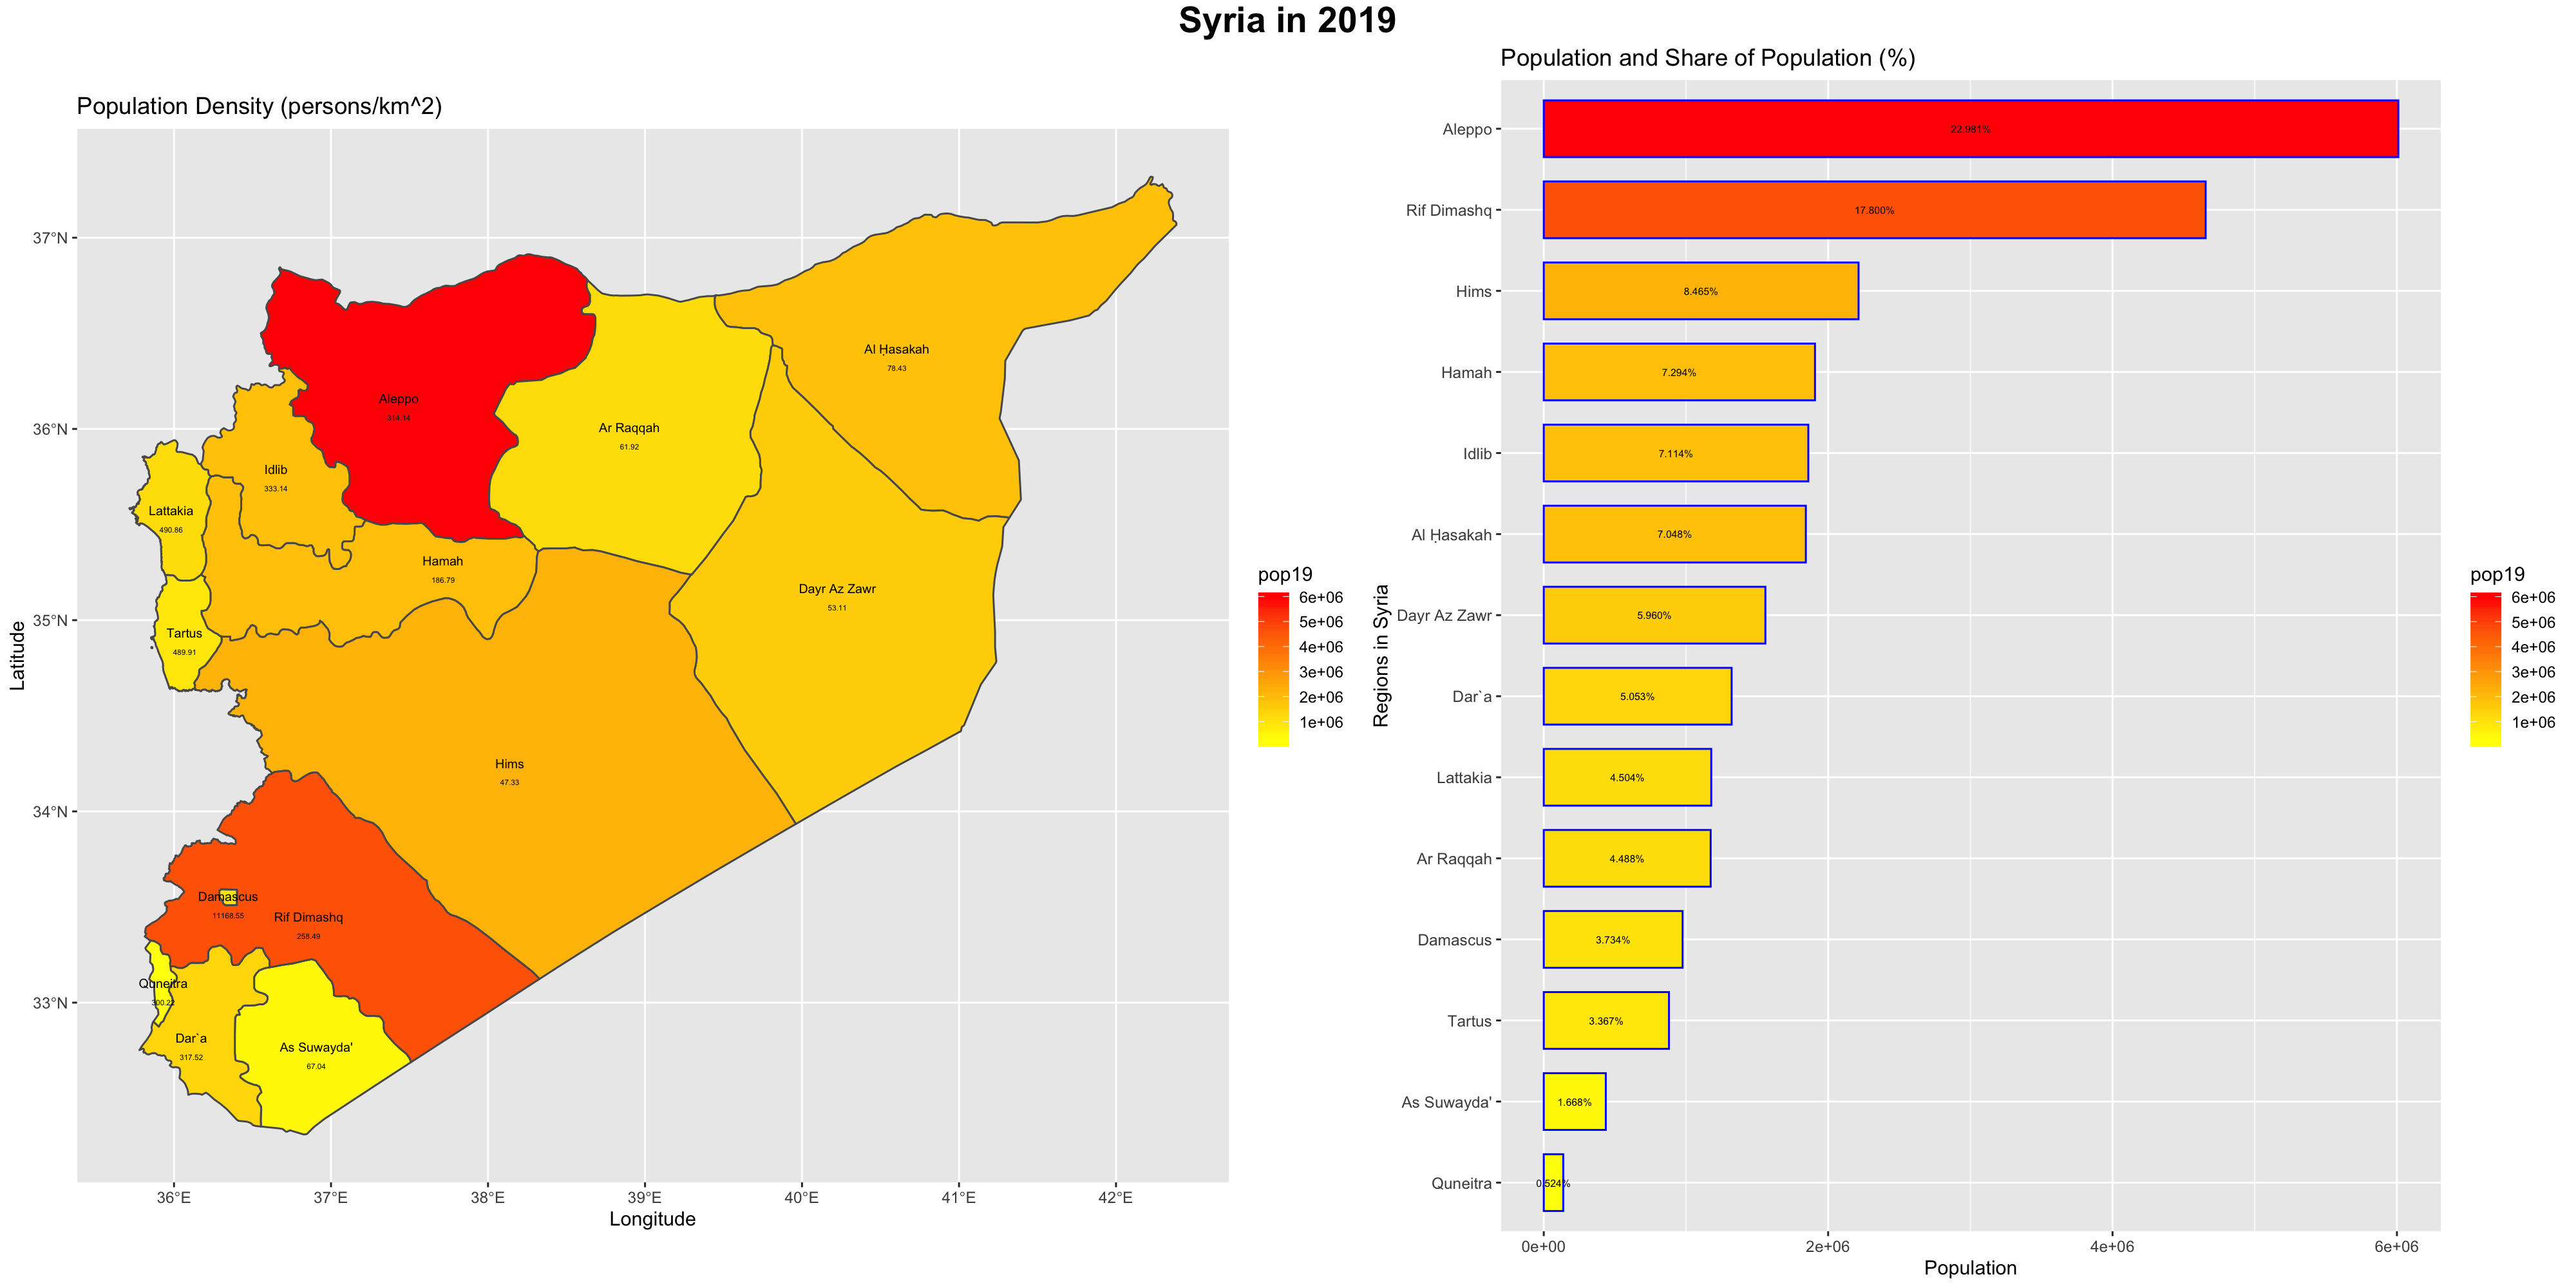 Syria in 2019
Population Density (persons/km^2)
Latitude
37°N
36°N
35°N
34°N
33°N
Al Ḥasakah
78.43
Aleppo
314.14
Ar Raqqah
61.92
Idlib
333.14
Lattakia
490.86
Hamah
186.79
Dayr Az Zawr
53.11
Tartus
489.91
Hims
47.33
Damascus
11168.55
Rif Dimashq
258.49
Quneitra
300.22
Dar`a
317.52
As Suwayda'
67.04
36°E 37°E 38°E 39°E 40°E 41°E 42°E
Longitude
pop19
6e+06
5e+06
4e+06
3e+06
2e+06
1e+06
Population and Share of Population (%)
Regions in Syria
Aleppo 22.981%
Rif Dimashq 17.800%
Hims 8.465%
Hamah 7.294%
Idlib 7.114%
Al Ḥasakah 7.048%
Dayr Az Zawr 5.960%
Dar`a 5.053%
Lattakia 4.504%
Ar Raqqah 4.488%
Damascus 3.734%
Tartus 3.367%
As Suwayda' 1.668%
Quneitra 0.524%
0e+00 2e+06 4e+06 6e+06
Population
pop19
6e+06
5e+06
4e+06
3e+06
2e+06
1e+06